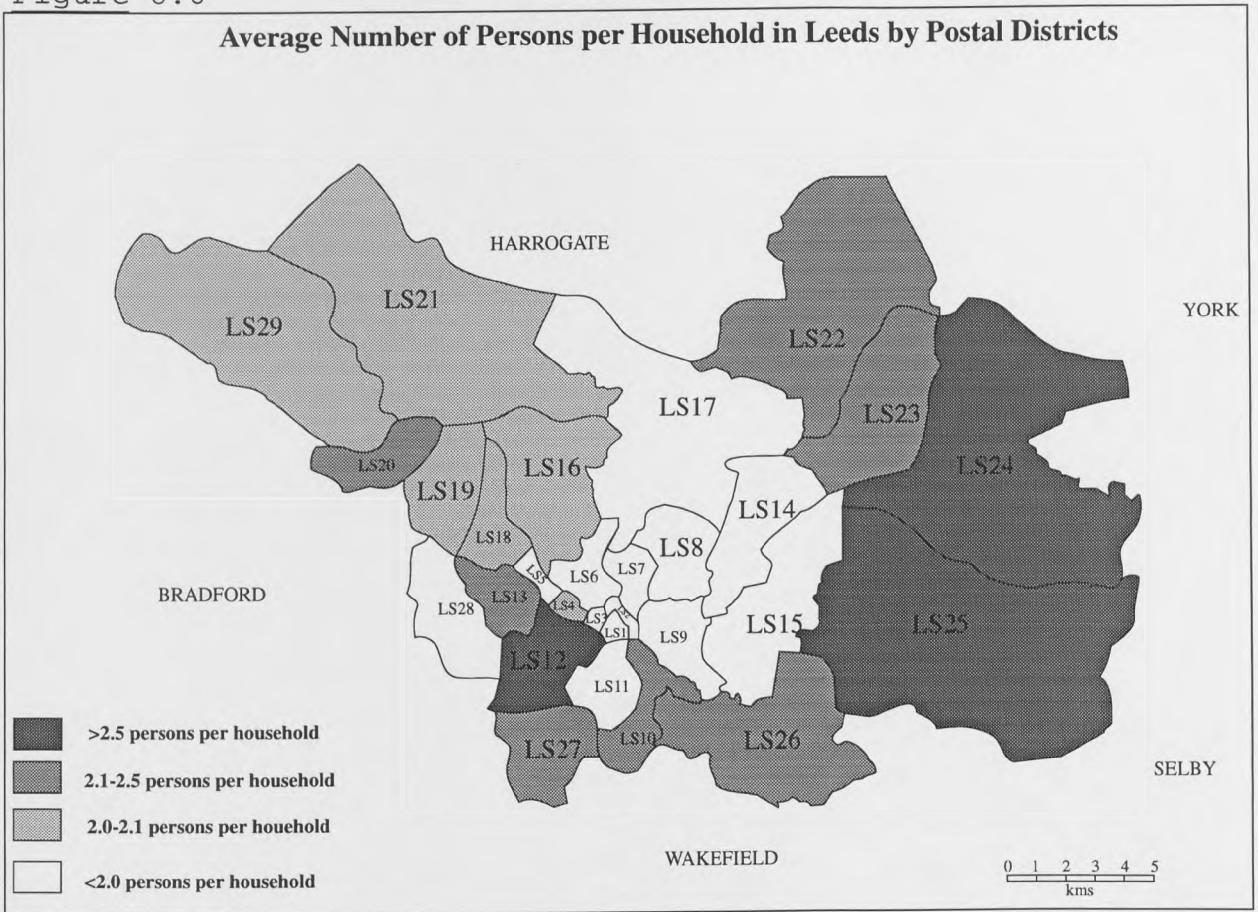 Average Number of Persons per Household in Leeds by Postal Districts
HARROGATE
YORK
LS21
LS29
LS22
LS17
LS23
LS20
LS16
LS24
LS19
LS14
LS18
LS8
LS5
LS6
LS7
BRADFORD
LS28
LS13
LS4
LS3
LS1
LS9
LS15
LS25
LS12
LS11
LS10
LS27
LS26
>2.5 persons per household
2.1-2.5 persons per household
2.0-2.1 persons per houehold
<2.0 persons per household
SELBY
WAKEFIELD
0 1 2 3 4 5
kms